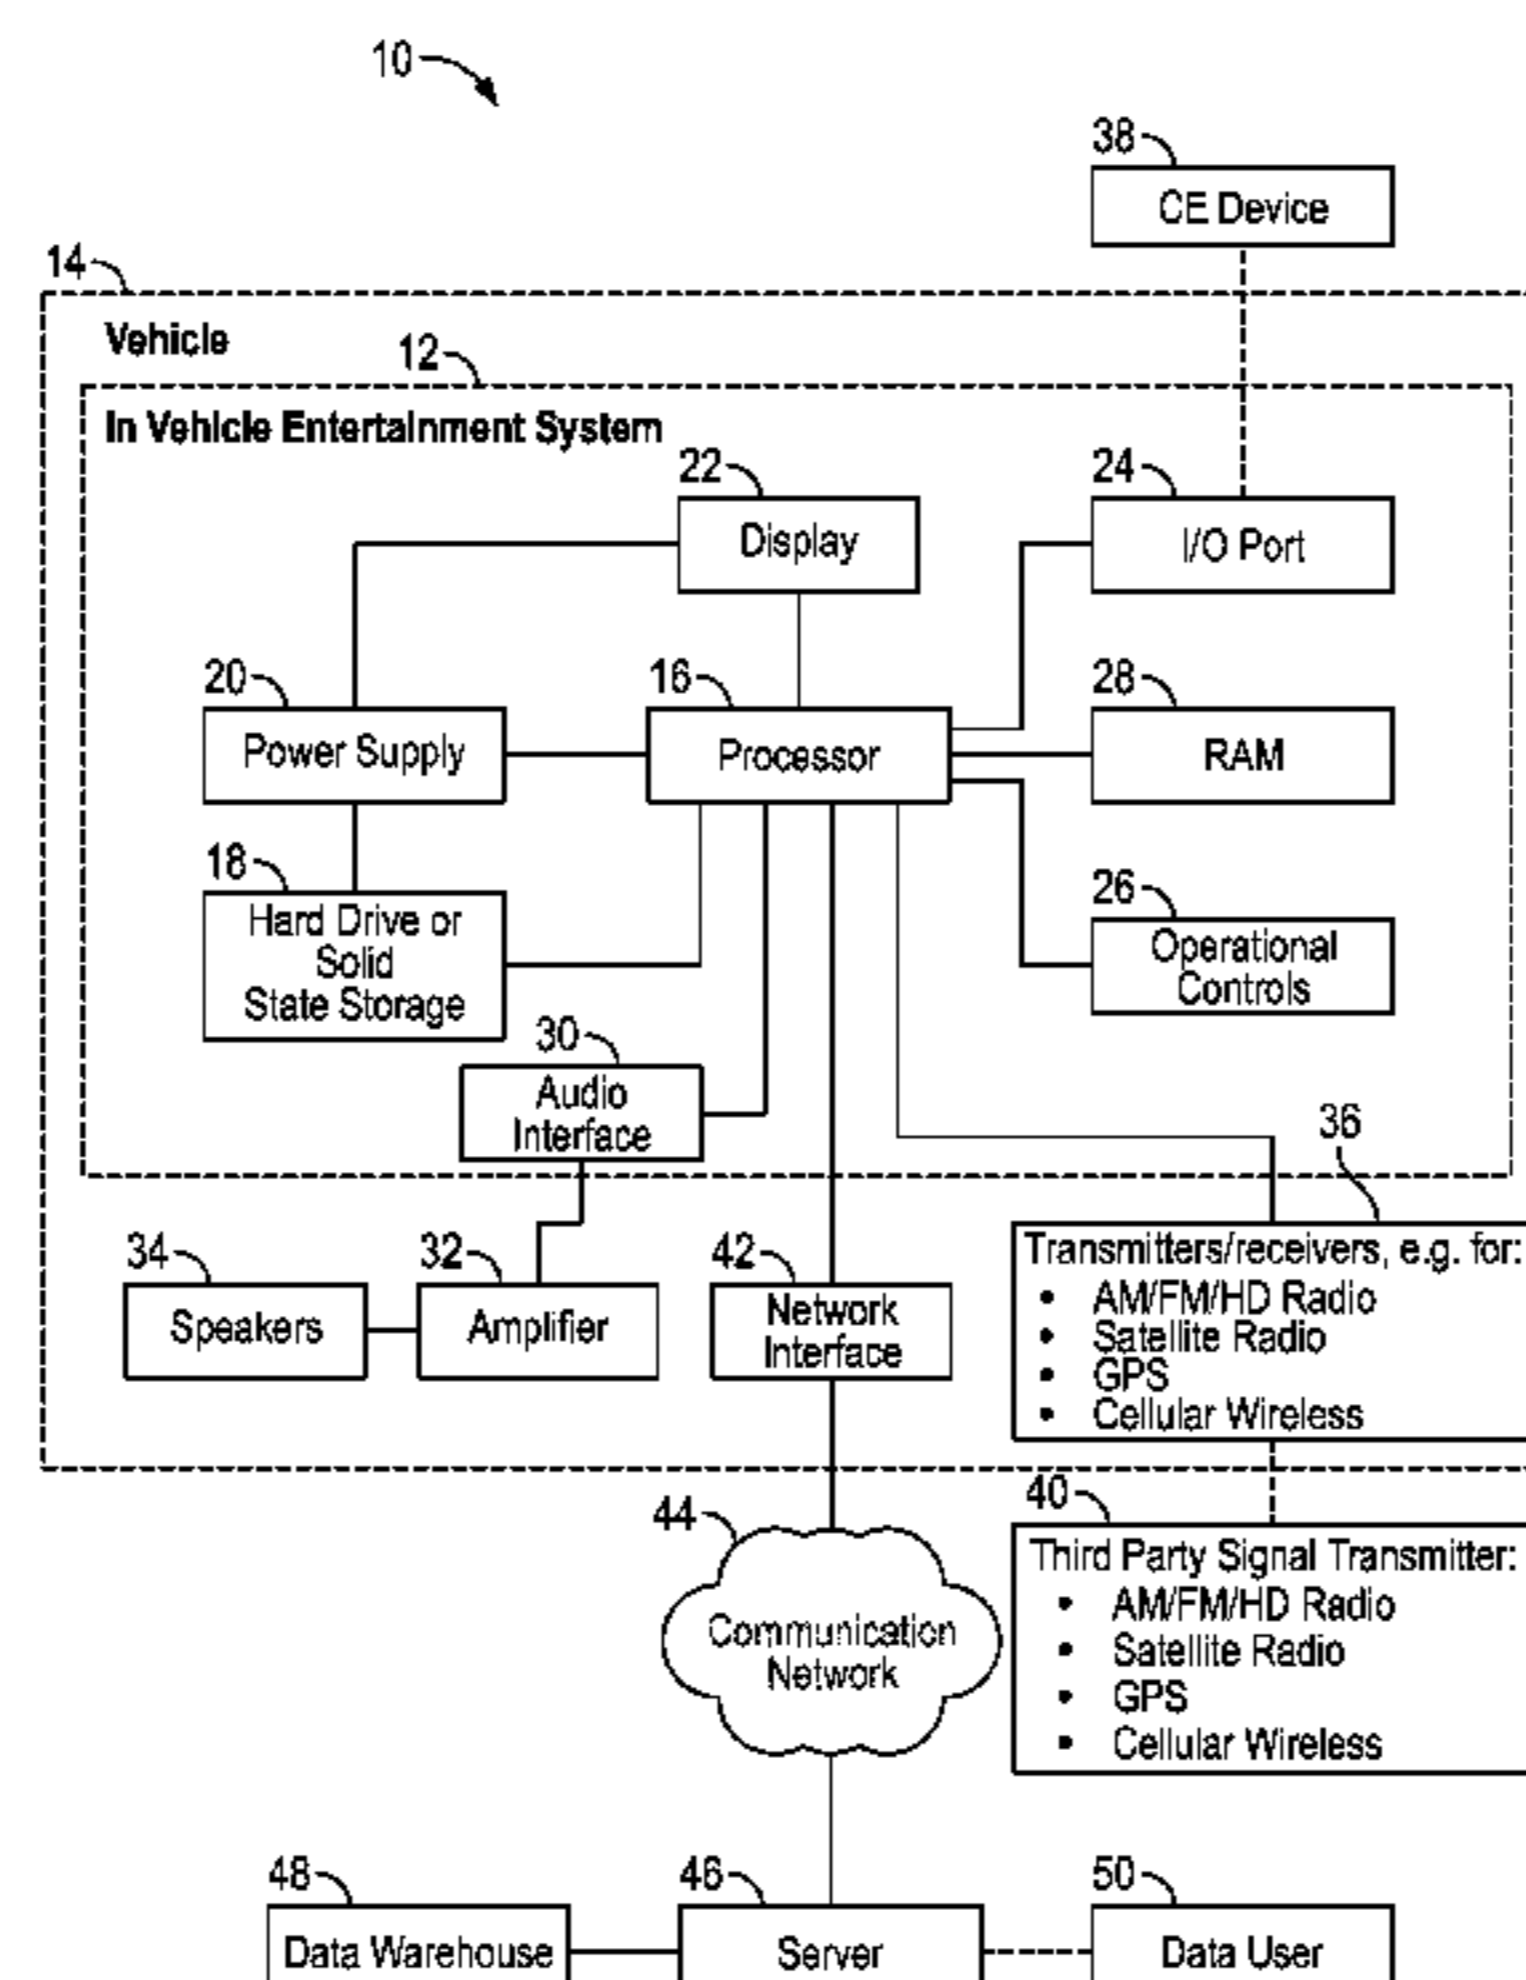 10
38
CE Device
14
Vehicle
12
In Vehicle Entertainment System
22
Display
24
I/O Port
20
Power Supply
16
Processor
28
RAM
18
Hard Drive or
Solid
State Storage
26
Operational
Controls
30
Audio
Interface
36
Transmitters/receivers, e.g. for:
• AM/FM/HD Radio
• Satellite Radio
• GPS
• Cellular Wireless
34
Speakers
32
Amplifier
42
Network
Interface
44
Communication
Network
40
Third Party Signal Transmitter:
• AM/FM/HD Radio
• Satellite Radio
• GPS
• Cellular Wireless
48
Data Warehouse
46
Server
50
Data User